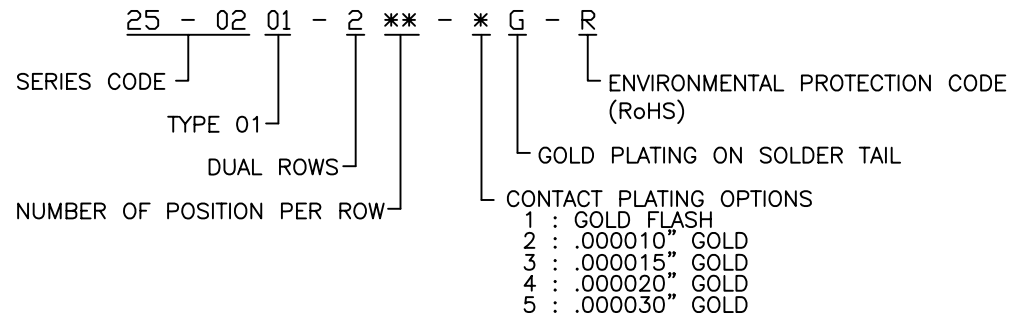 25 - 02 01 - 2 ** - * G - R
SERIES CODE
ENVIRONMENTAL PROTECTION CODE
(RoHS)
TYPE 01
GOLD PLATING ON SOLDER TAIL
DUAL ROWS
CONTACT PLATING OPTIONS
NUMBER OF POSITION PER ROW
1 : GOLD FLASH
2 : .000010" GOLD
3 : .000015" GOLD
4 : .000020" GOLD
5 : .000030" GOLD